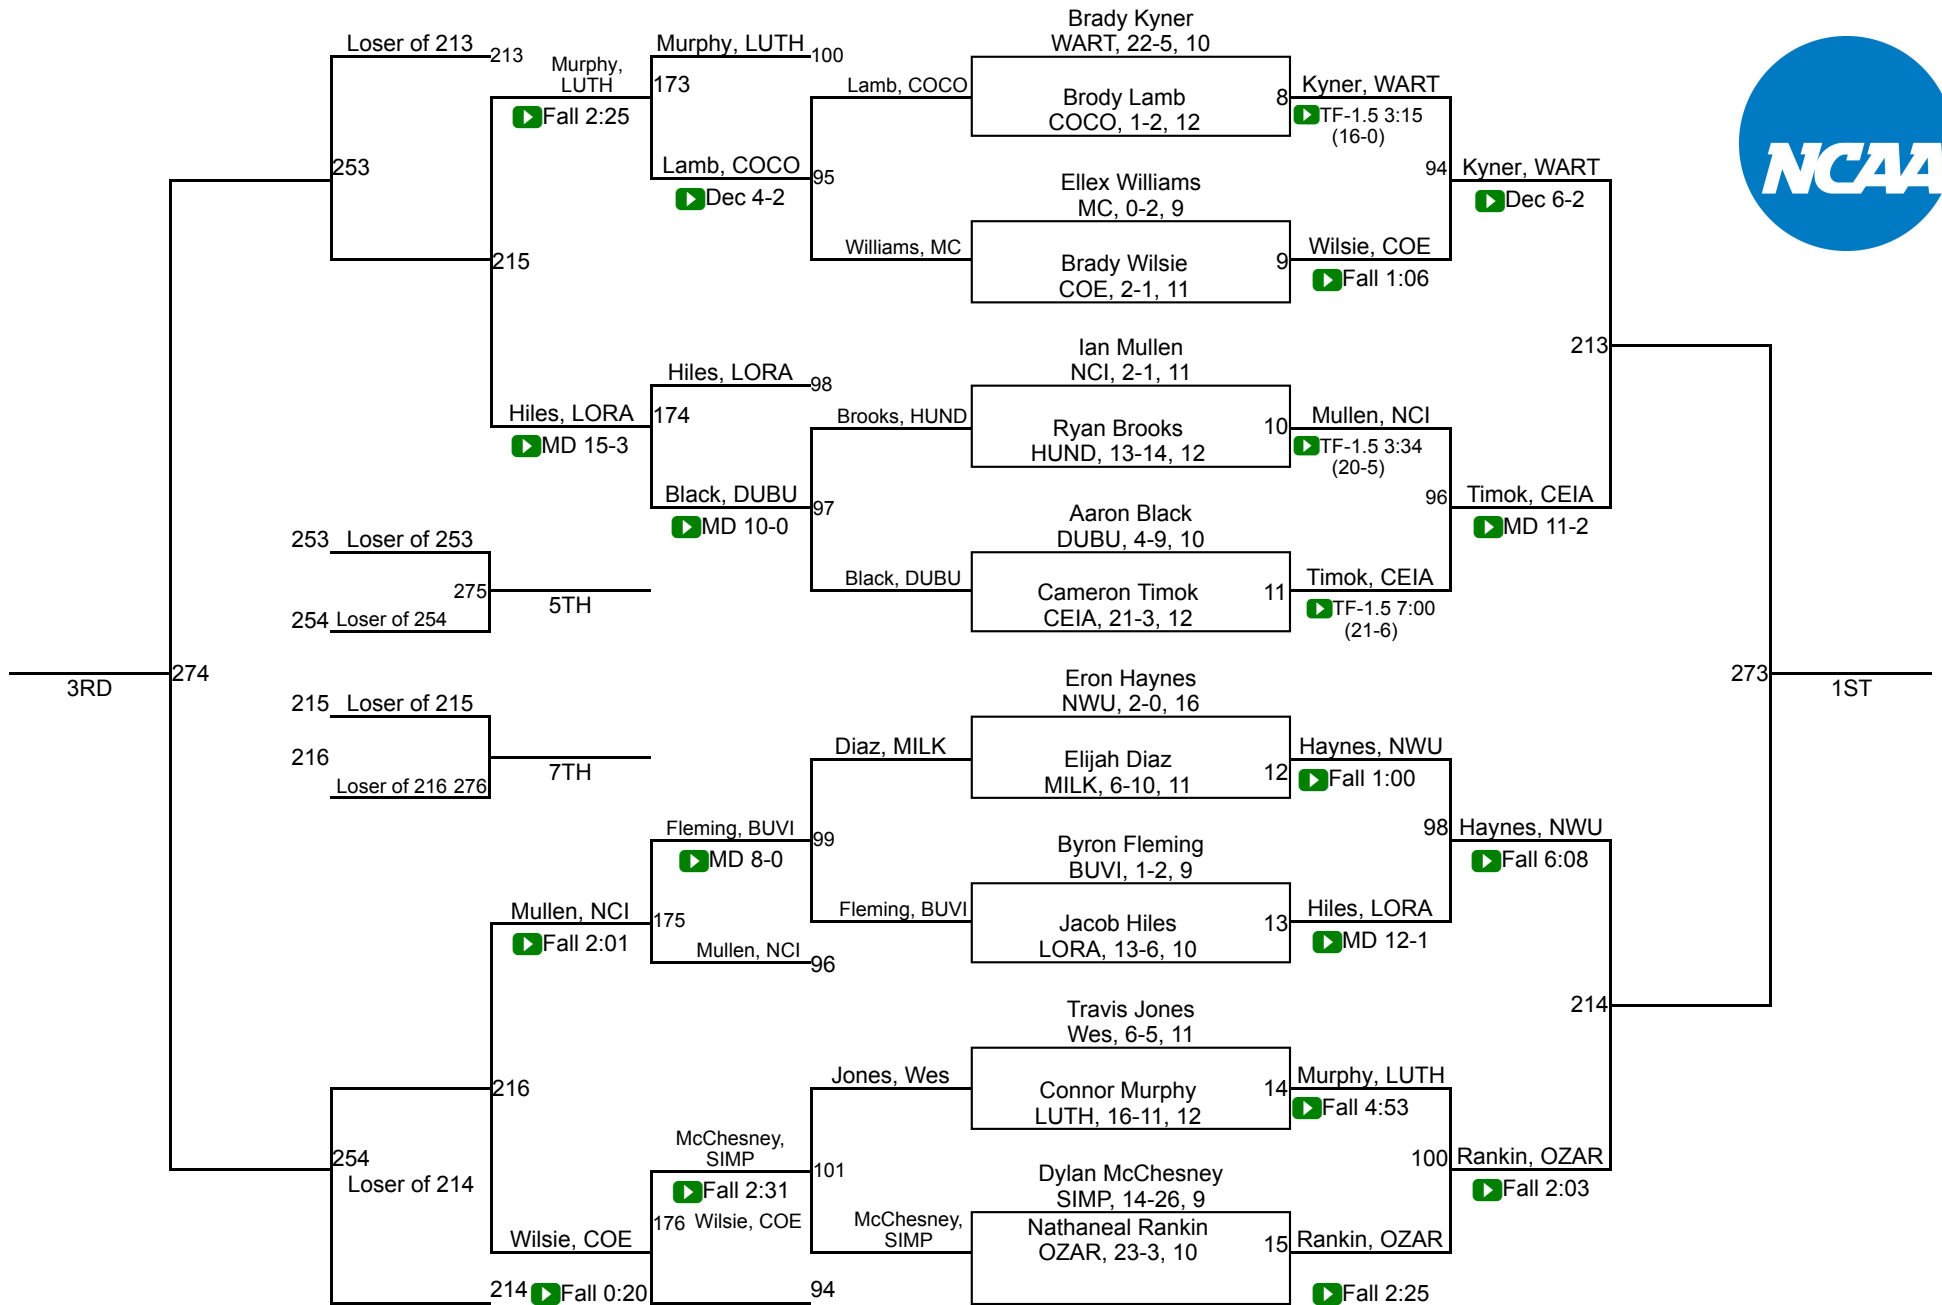 Brady Kyner
WART, 22-5, 10
Loser of 213
213
Murphy,
LUTH
Fall 2:25
Murphy, LUTH
100
173
Lamb, COCO
Brody Lamb
COCO, 1-2, 12
8
Kyner, WART
TF-1.5 3:15
(16-0)
NCAA
253
Lamb, COCO
95
Dec 4-2
Ellex Williams
MC, 0-2, 9
94
Kyner, WART
Dec 6-2
215
Williams, MC
Brady Wilsie
COE, 2-1, 11
9
Wilsie, COE
Fall 1:06
Ian Mullen
NCI, 2-1, 11
213
Hiles, LORA
98
Hiles, LORA
174
MD 15-3
Brooks, HUND
Ryan Brooks
HUND, 13-14, 12
10
Mullen, NCI
TF-1.5 3:34
(20-5)
Black, DUBU
97
MD 10-0
Aaron Black
DUBU, 4-9, 10
96
Timok, CEIA
MD 11-2
253
Loser of 253
275
5TH
254
Loser of 254
Black, DUBU
Cameron Timok
CEIA, 21-3, 12
11
Timok, CEIA
TF-1.5 7:00
(21-6)
3RD
274
273
1ST
215
Loser of 215
216
7TH
Loser of 216
276
Eron Haynes
NWU, 2-0, 16
Diaz, MILK
Elijah Diaz
MILK, 6-10, 11
12
Haynes, NWU
Fall 1:00
Fleming, BUVI
99
MD 8-0
Byron Fleming
BUVI, 1-2, 9
98
Haynes, NWU
Fall 6:08
Mullen, NCI
175
Fall 2:01
Mullen, NCI
96
Fleming, BUVI
Jacob Hiles
LORA, 13-6, 10
13
Hiles, LORA
MD 12-1
Travis Jones
Wes, 6-5, 11
214
216
Jones, Wes
Connor Murphy
LUTH, 16-11, 12
14
Murphy, LUTH
Fall 4:53
254
Loser of 214
McChesney,
SIMP
101
Fall 2:31
Dylan McChesney
SIMP, 14-26, 9
100
Rankin, OZAR
Fall 2:03
Wilsie, COE
176
Wilsie, COE
McChesney,
SIMP
Nathaneal Rankin
OZAR, 23-3, 10
15
Rankin, OZAR
214
Fall 0:20
94
Fall 2:25